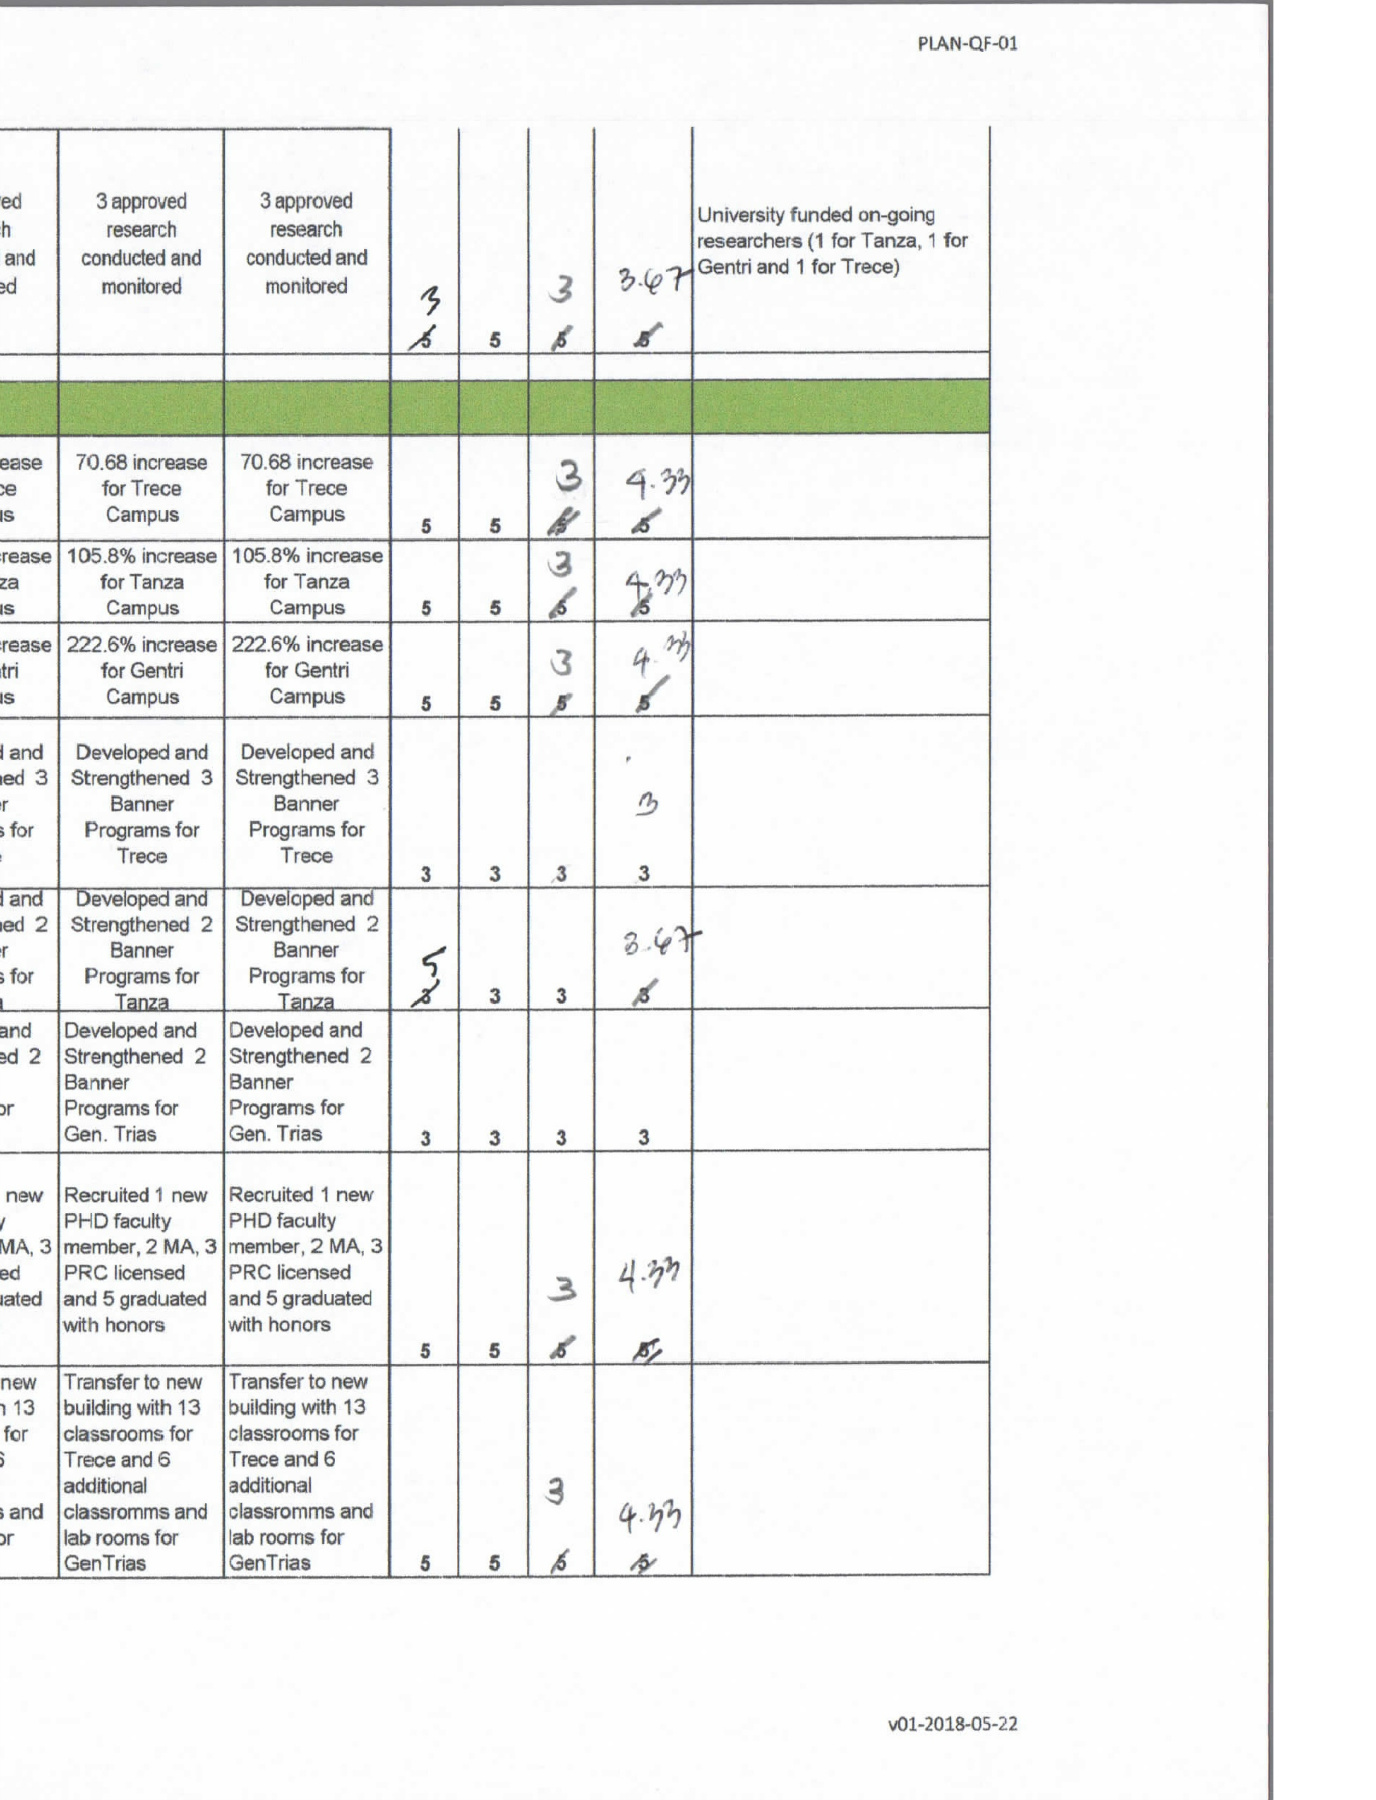 PLAN-QF-01
ed 3 approved 3 approved
h research research University funded on-going
and conducted and conducted and researchers (1 for Tanza, 1 for
ed monitored monitored Gentri and 1 for Trece)
3 3 3.67
5 5 5 5
ease 70.68 increase 70.68 increase
ce for Trece for Trece 3 4.33
us Campus Campus
5 5 5 5
rease 105.8% increase 105.8% increase 3
za for Tanza for Tanza 4.33
us Campus Campus 5 5 5 5
rease 222.6% increase 222.6% increase
tri for Gentri for Gentri 3 4.33
us Campus Campus 5 5 5 5
d and Developed and Developed and
ned 3 Strengthened 3 Strengthened 3
r Banner Banner 3
s for Programs for Programs for
Trece Trece
3 3 3 3
d and Developed and Developed and
ned 2 Strengthened 2 Strengthened 2
r Banner Banner 3.67
s for Programs for Programs for 5
Tanza Tanza 3 3 3 3
and Developed and Developed and
ed 2 Strengthened 2 Strengthened 2
Banner Banner
or Programs for Programs for
Gen. Trias Gen. Trias 3 3 3 3
new Recruited 1 new Recruited 1 new
y PHD faculty PHD faculty
MA, 3 member, 2 MA, 3 member, 2 MA, 3
ed PRC licensed PRC licensed 4.33
uated and 5 graduated and 5 graduated 3
with honors with honors
5 5 5 5
new Transfer to new Transfer to new
h 13 building with 13 building with 13
for classrooms for classrooms for
6 Trece and 6 Trece and 6
additional additional 3
s and classromms and classromms and 4.33
or lab rooms for lab rooms for
GenTrias GenTrias 5 5 5 5
v01-2018-05-22